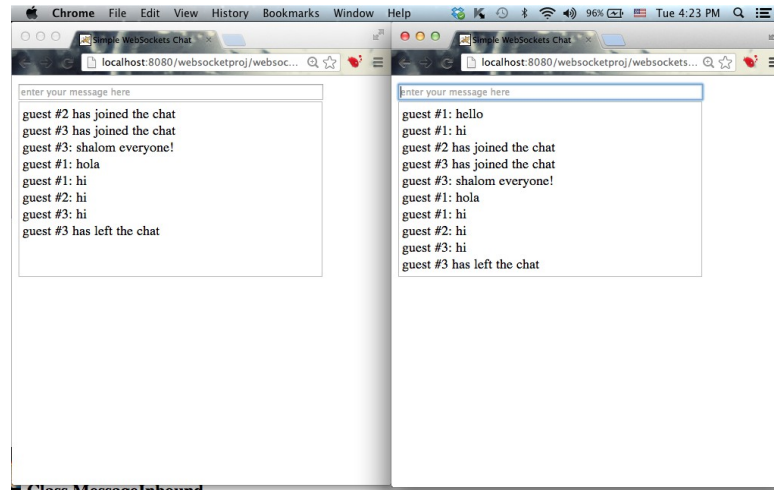 Chrome File Edit View History Bookmarks Window Help 96% Tue 4:23 PM
Simple WebSockets Chat
localhost:8080/websocketproj/websoc...
enter your message here
guest #2 has joined the chat
guest #3 has joined the chat
guest #3: shalom everyone!
guest #1: hola
guest #1: hi
guest #2: hi
guest #3: hi
guest #3 has left the chat
Simple WebSockets Chat
localhost:8080/websocketproj/websockets...
enter your message here
guest #1: hello
guest #1: hi
guest #2 has joined the chat
guest #3 has joined the chat
guest #3: shalom everyone!
guest #1: hola
guest #1: hi
guest #2: hi
guest #3: hi
guest #3 has left the chat
Class MessageInbound